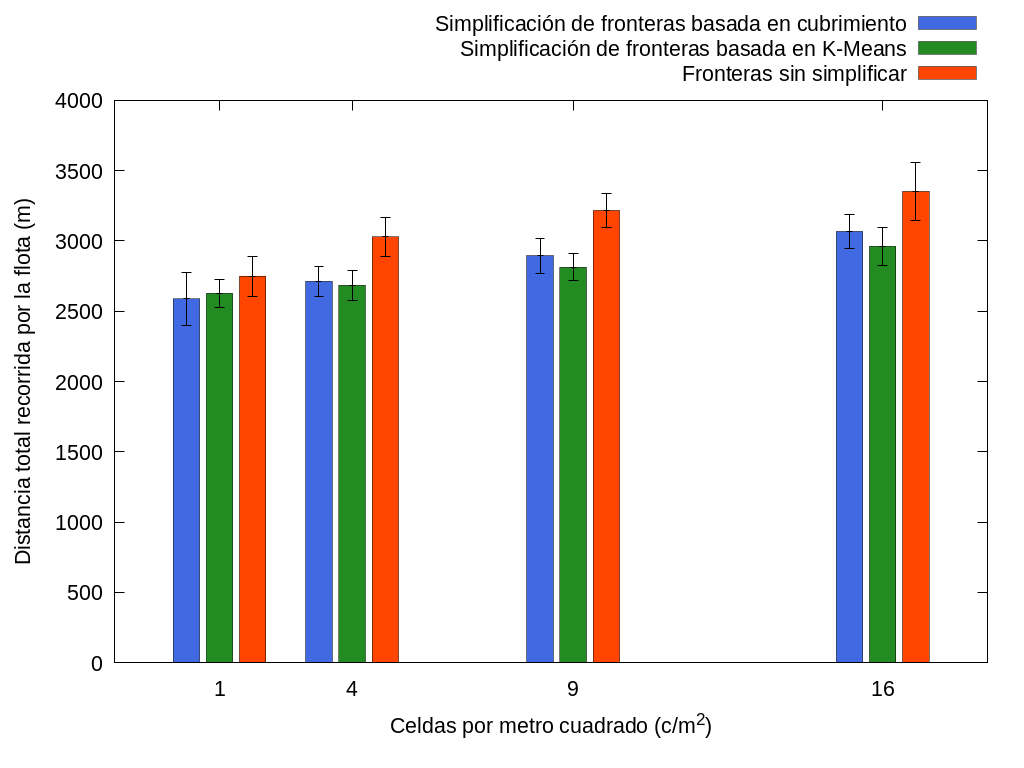 Simplificación de fronteras basada en cubrimiento
Simplificación de fronteras basada en K-Means
Fronteras sin simplificar
4000
3500
3000
2500
2000
1500
1000
500
0
Distancia total recorrida por la flota (m)
1 4 9 16
Celdas por metro cuadrado (c/m²)